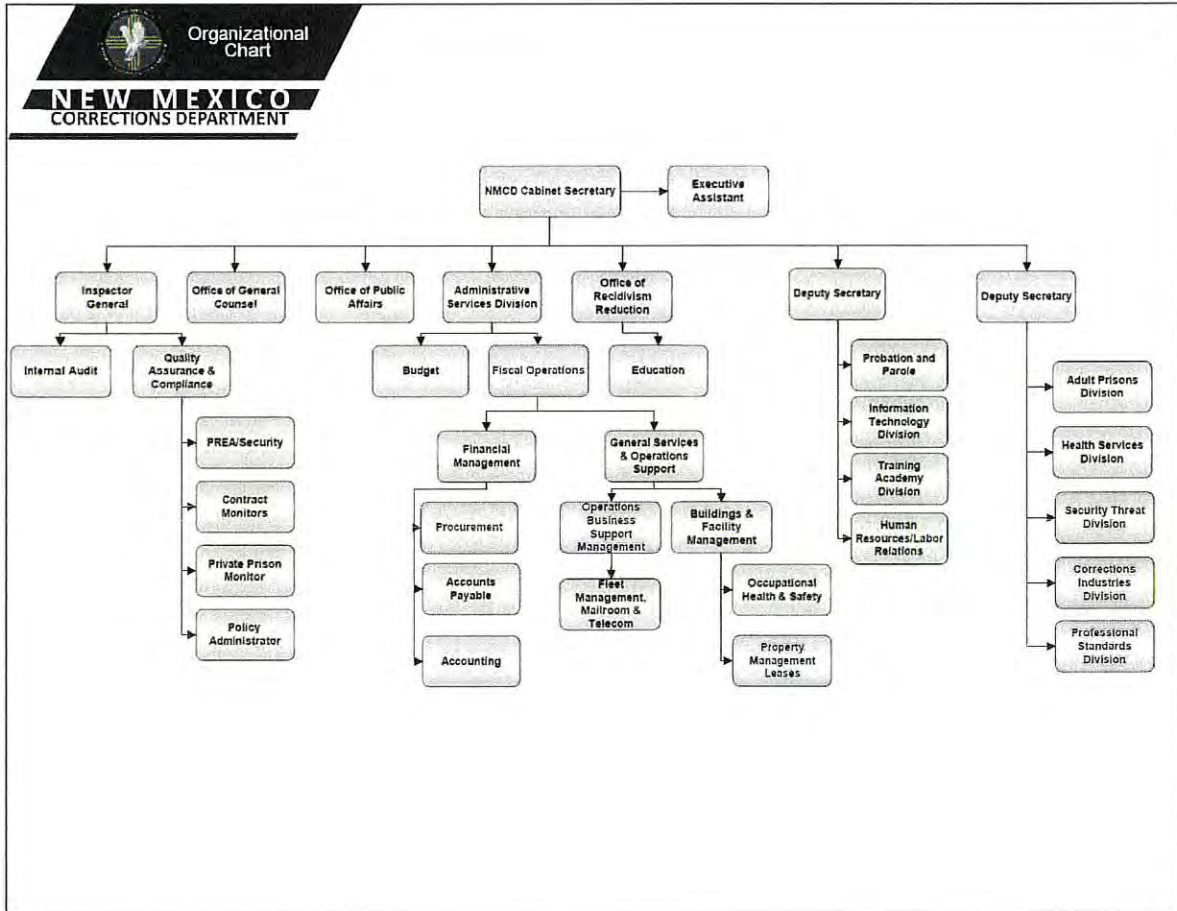 Organizational
Chart
NEW MEXICO
CORRECTIONS DEPARTMENT
NMCD Cabinet Secretary
Executive
Assistant
Inspector
General
Office of General
Counsel
Office of Public
Affairs
Administrative
Services Division
Office of
Recidivism
Reduction
Deputy Secretary
Deputy Secretary
Internal Audit
Quality
Assurance &
Compliance
Budget
Fiscal Operations
Education
Probation and
Parole
Information
Technology
Division
Training
Academy
Division
Human
Resources/Labor
Relations
Adult Prisons
Division
Health Services
Division
Security Threat
Division
Corrections
Industries
Division
Professional
Standards
Division
PREA/Security
Contract
Monitors
Private Prison
Monitor
Policy
Administrator
Financial
Management
General Services
& Operations
Support
Procurement
Accounts
Payable
Accounting
Operations
Business
Support
Management
Buildings &
Facility
Management
Fleet
Management,
Mailroom &
Telecom
Occupational
Health & Safety
Property
Management
Leases